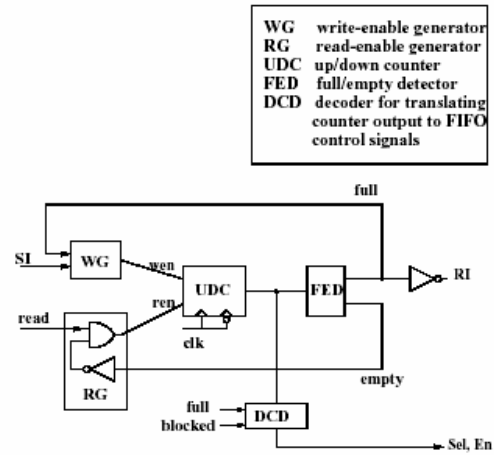 WG write-enable generator
RG read-enable generator
UDC up/down counter
FED full/empty detector
DCD decoder for translating
counter output to FIFO
control signals
full
SI
WG
wen
UDC
FED
RI
read
ren
clk
RG
empty
full
blocked
DCD
Sel, En